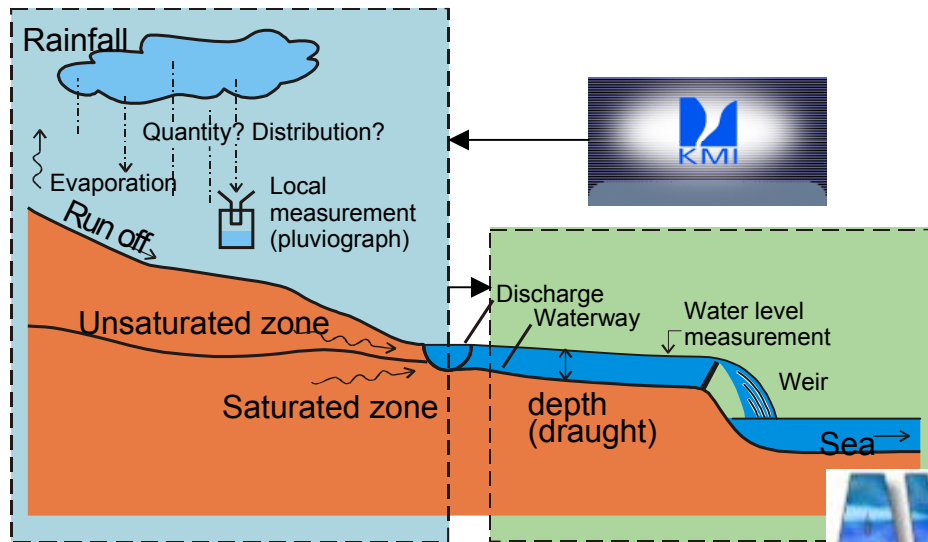 Rainfall
Quantity? Distribution?
Evaporation
Local
measurement
(pluviograph)
Run off
KMI
Unsaturated zone
Saturated zone
Discharge
Waterway
Water level
measurement
Weir
depth
(draught)
Sea